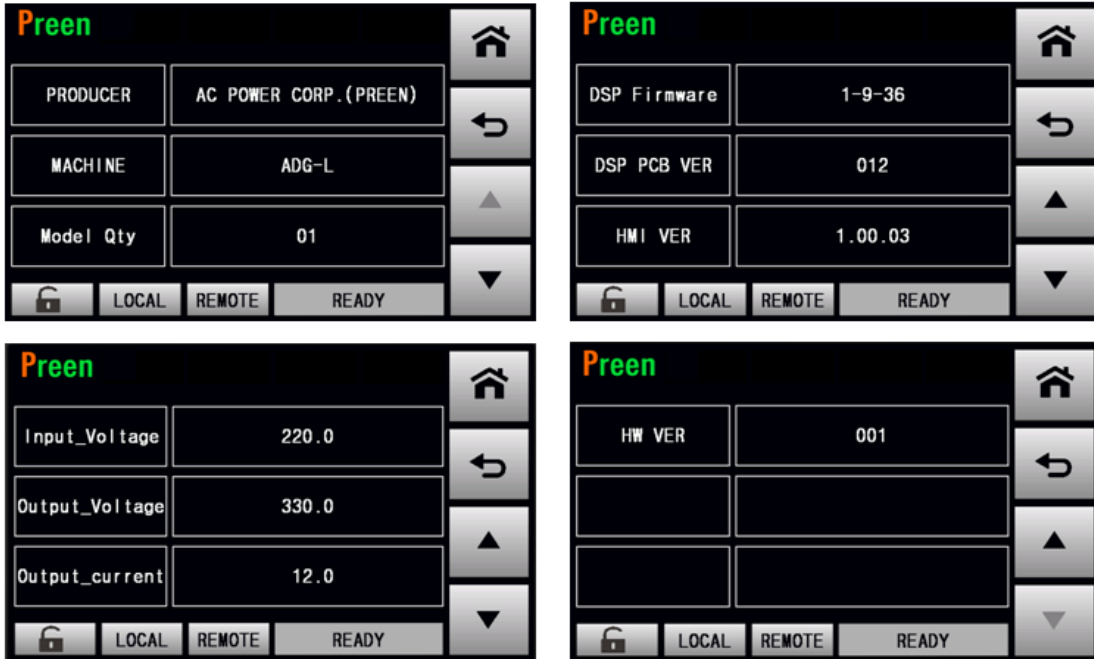 Preen
PRODUCER AC POWER CORP.(PREEN)
MACHINE ADG-L
Model Qty 01
LOCAL REMOTE READY
Preen
DSP Firmware 1-9-36
DSP PCB VER 012
HMI VER 1.00.03
LOCAL REMOTE READY
Preen
Input_Voltage 220.0
Output_Voltage 330.0
Output_current 12.0
LOCAL REMOTE READY
Preen
HW VER 001
LOCAL REMOTE READY